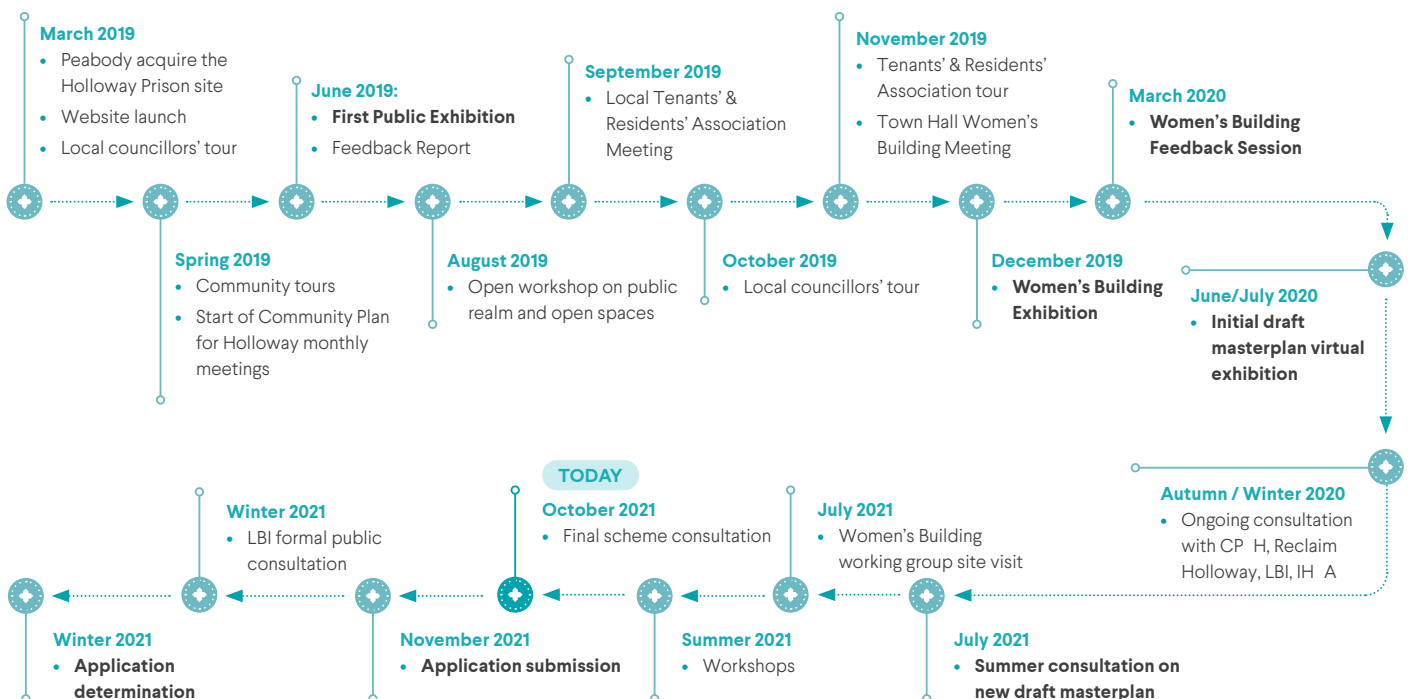 March 2019
• Peabody acquire the
Holloway Prison site
• Website launch
• Local councillors' tour
Spring 2019
• Community tours
• Start of Community Plan
for Holloway monthly
meetings
June 2019:
• First Public Exhibition
• Feedback Report
August 2019
• Open workshop on public
realm and open spaces
September 2019
• Local Tenants' &
Residents' Association
Meeting
October 2019
• Local councillors' tour
November 2019
• Tenants' & Residents'
Association tour
• Town Hall Women's
Building Meeting
December 2019
• Women's Building
Exhibition
March 2020
• Women's Building
Feedback Session
June/July 2020
• Initial draft
masterplan virtual
exhibition
Autumn / Winter 2020
• Ongoing consultation
with CP H, Reclaim
Holloway, LBI, IH A
July 2021
• Summer consultation on
new draft masterplan
July 2021
• Women's Building
working group site visit
Summer 2021
• Workshops
TODAY
October 2021
• Final scheme consultation
November 2021
• Application submission
Winter 2021
• LBI formal public
consultation
Winter 2021
• Application
determination